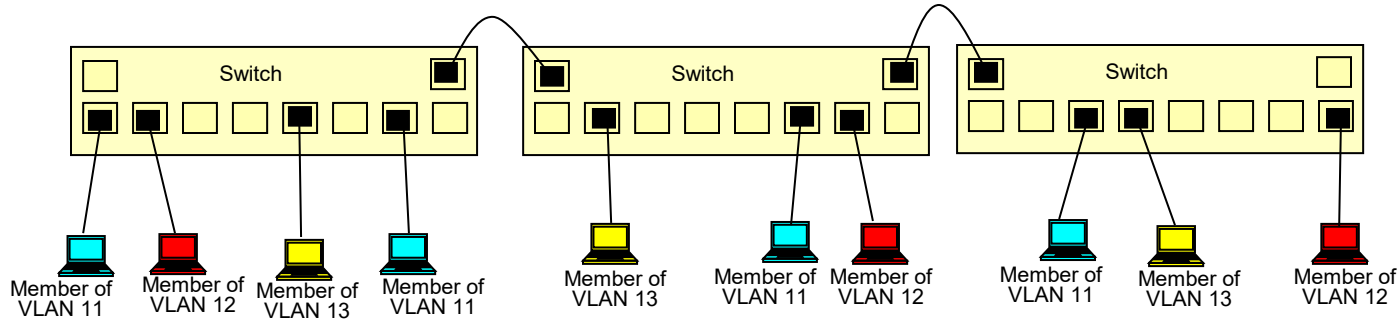 Switch
Switch
Switch
Member of
VLAN 11
Member of
VLAN 12
Member of
VLAN 13
Member of
VLAN 11
Member of
VLAN 13
Member of
VLAN 11
Member of
VLAN 12
Member of
VLAN 11
Member of
VLAN 13
Member of
VLAN 12